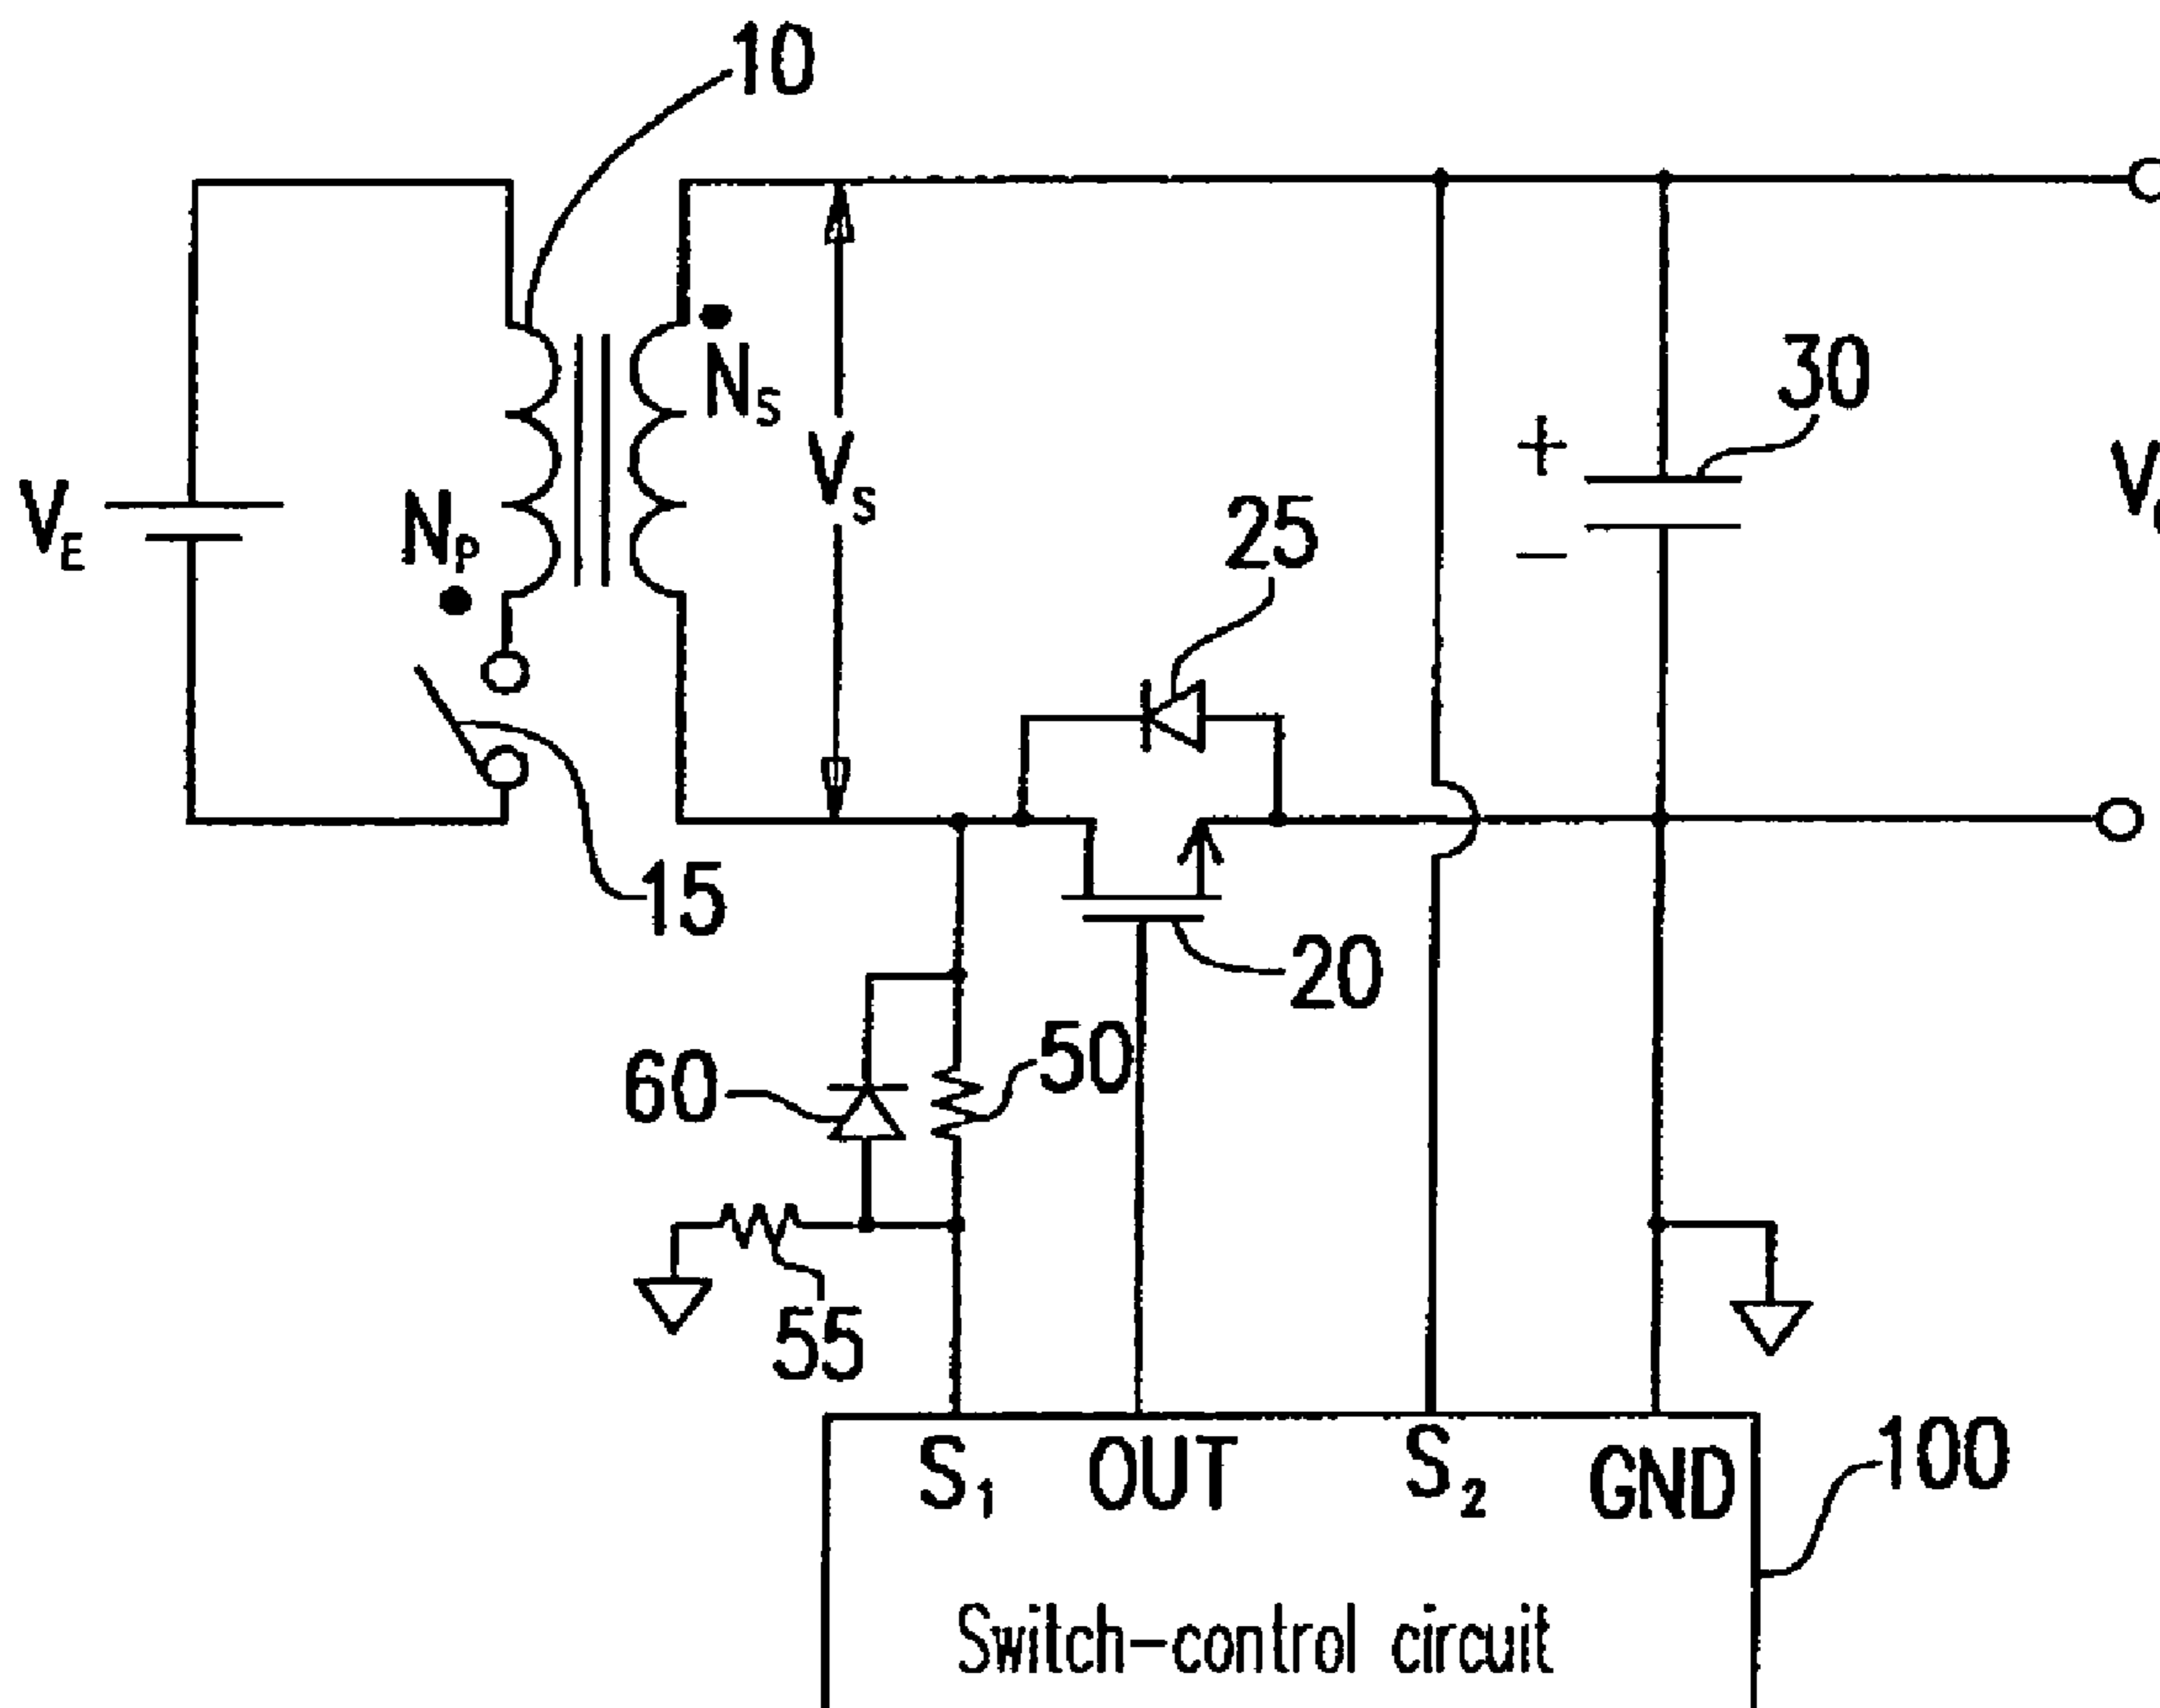 10
N_S
30
V_S
25
V_E
N_P
15
20
50
60
55
S_1 OUT S_2 GND
100
Switch-control circuit